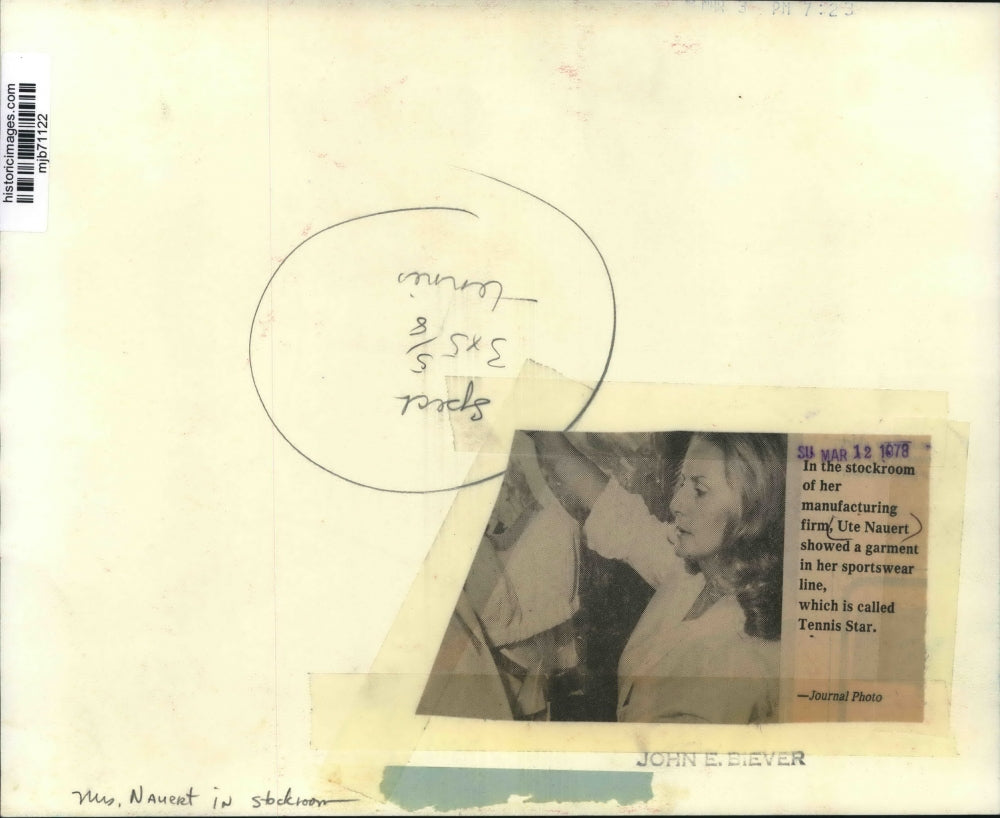 MAR 3 PM 7:23
historicimages.com
mjb71122
Spect
3 x 5 5/8
tennis
SU MAR 12 1978
In the stockroom
of her
manufacturing
firm, Ute Nauert
showed a garment
in her sportswear
line,
which is called
Tennis Star.
—Journal Photo
JOHN E. BIEVER
Mrs. Nauert in stockroom